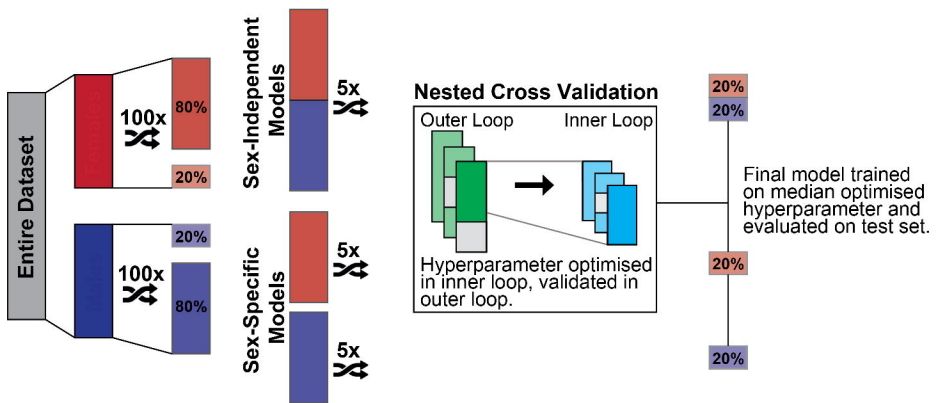 Entire Dataset
Females
Males
100x
80%
20%
100x
20%
80%
Sex-Independent
Models
5x
Sex-Specific
Models
5x
5x
Nested Cross Validation
Outer Loop
Inner Loop
Hyperparameter optimised
in inner loop, validated in
outer loop.
20%
20%
20%
20%
Final model trained
on median optimised
hyperparameter and
evaluated on test set.